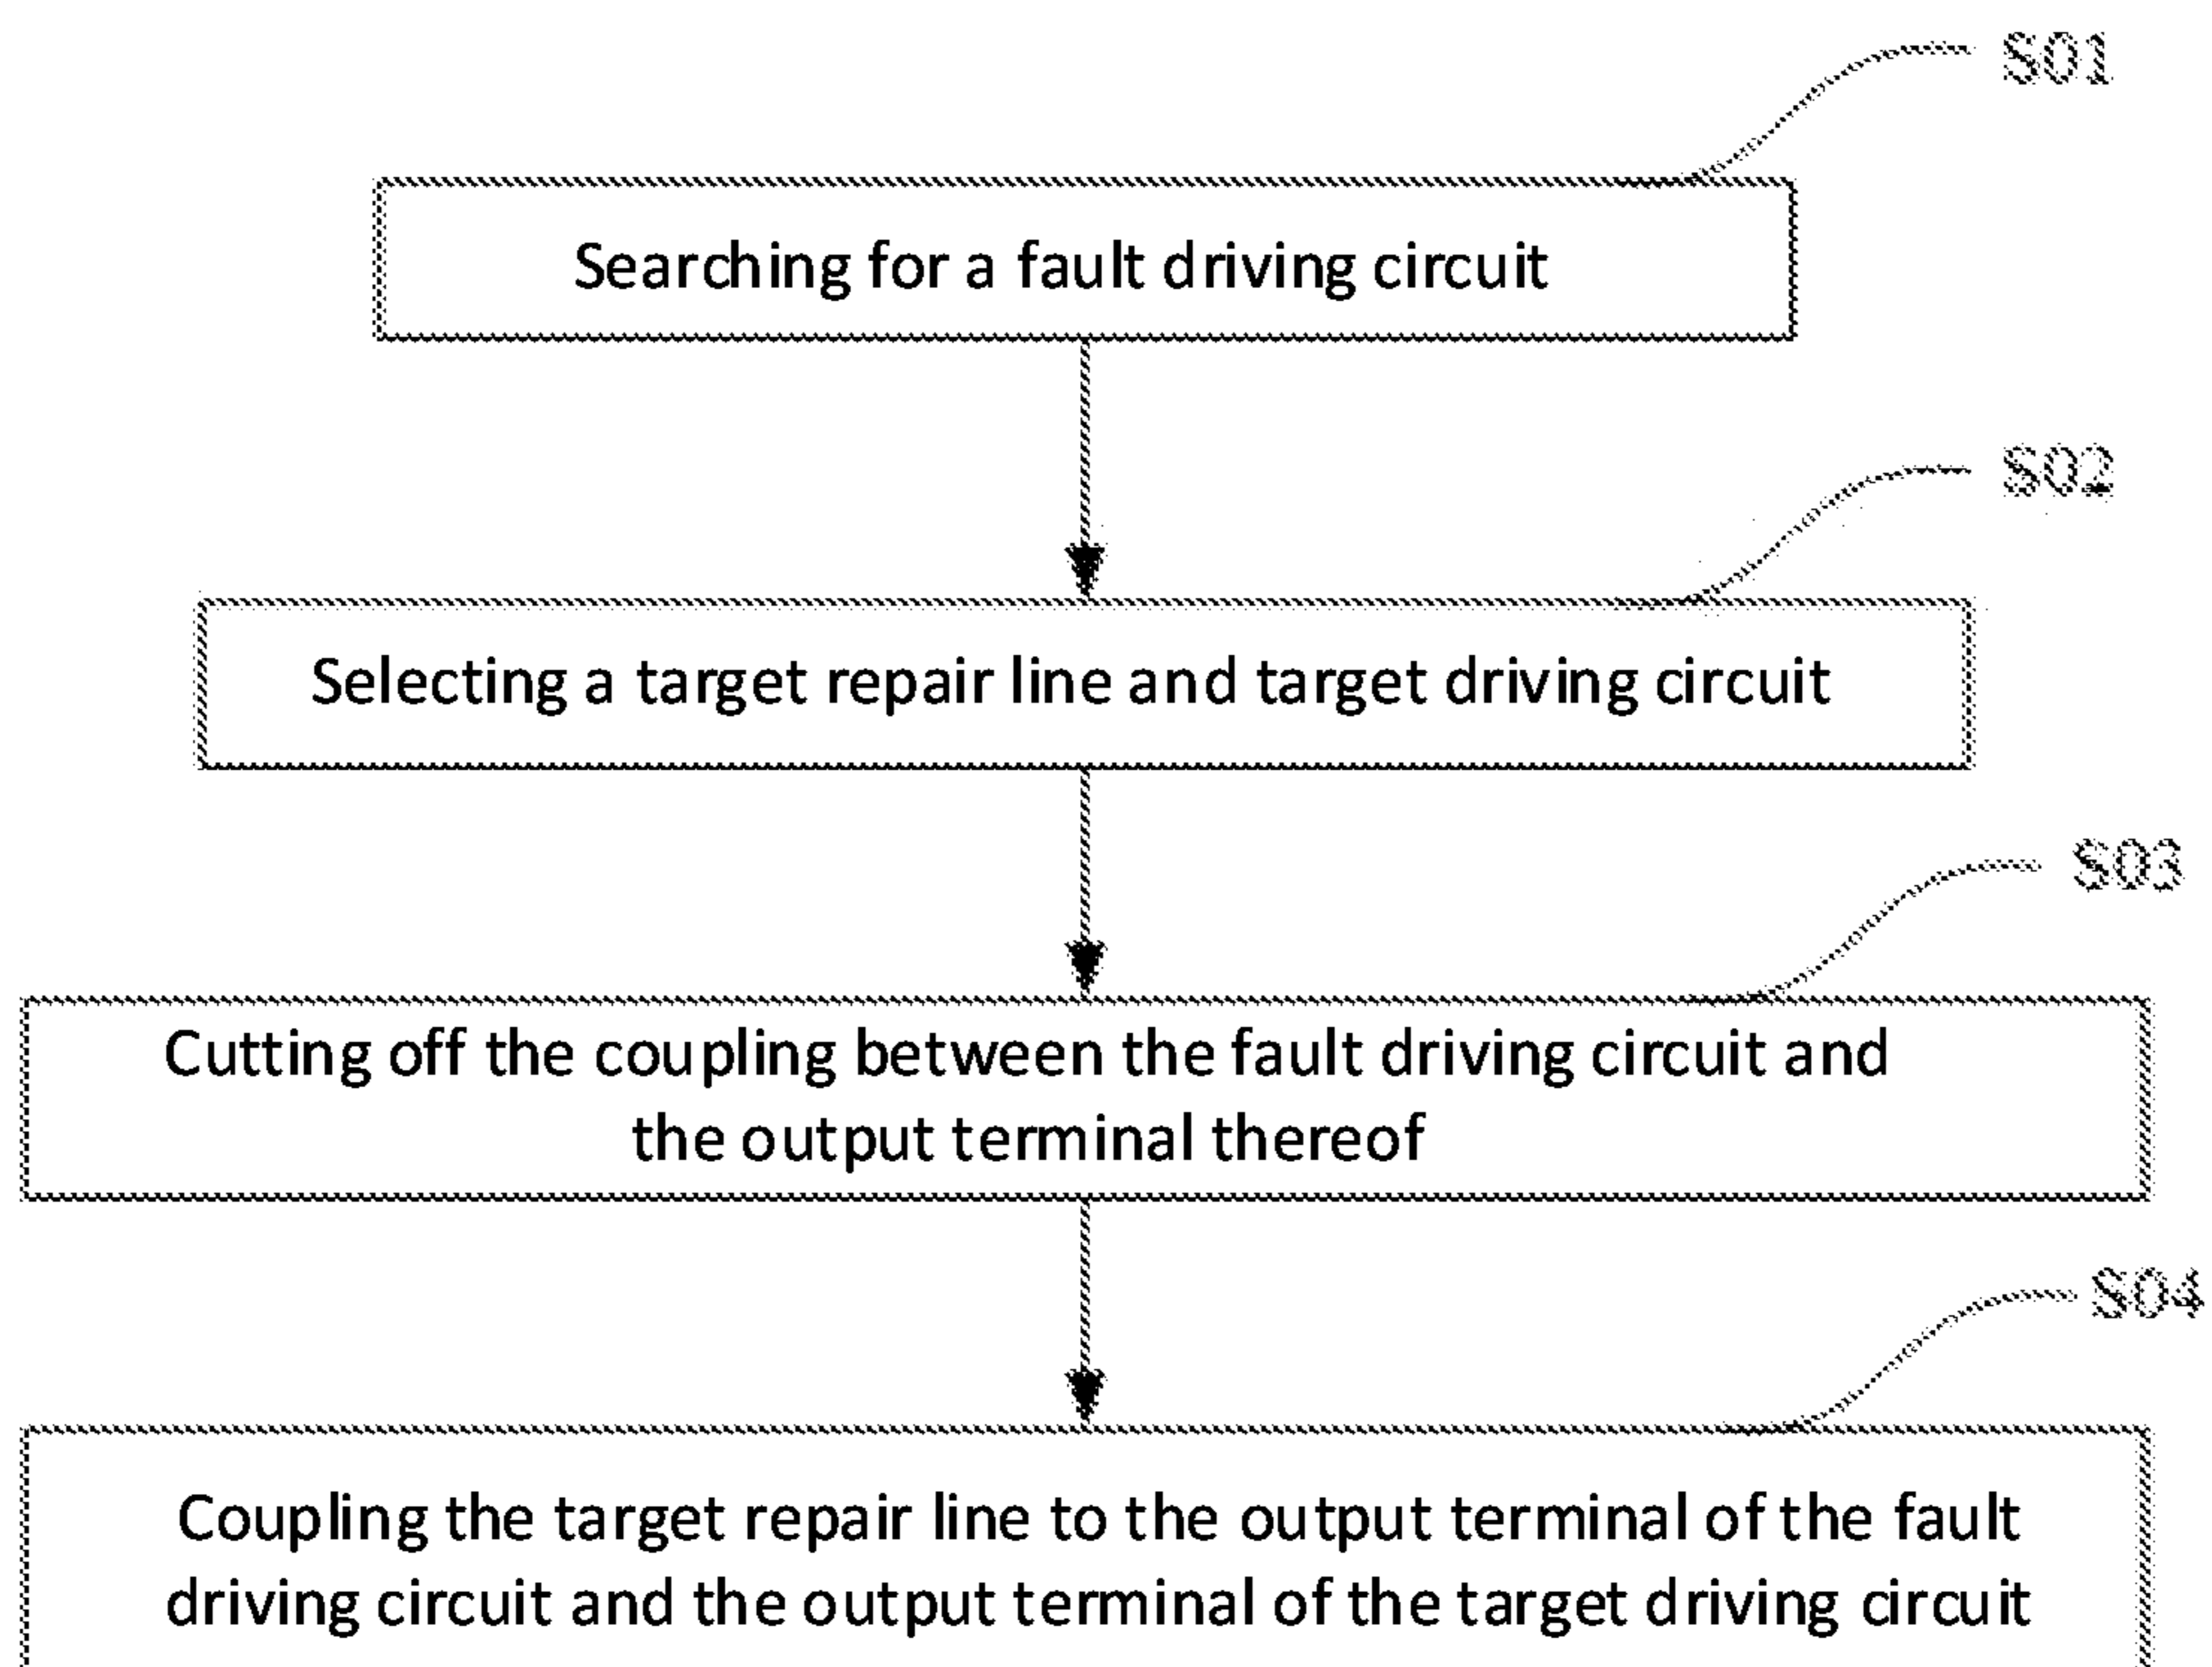 S01
Searching for a fault driving circuit
S02
Selecting a target repair line and target driving circuit
S03
Cutting off the coupling between the fault driving circuit and
the output terminal thereof
S04
Coupling the target repair line to the output terminal of the fault
driving circuit and the output terminal of the target driving circuit